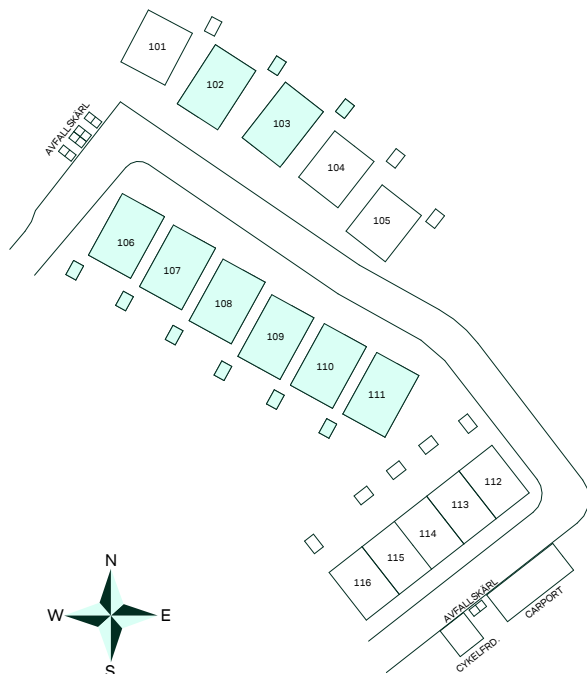 101
102
103
104
105
AVFALLSKÄRL
106
107
108
109
110
111
112
113
114
115
116
AVFALLSKÄRL
CARPORT
CYKELFRD.
N
W
E
S